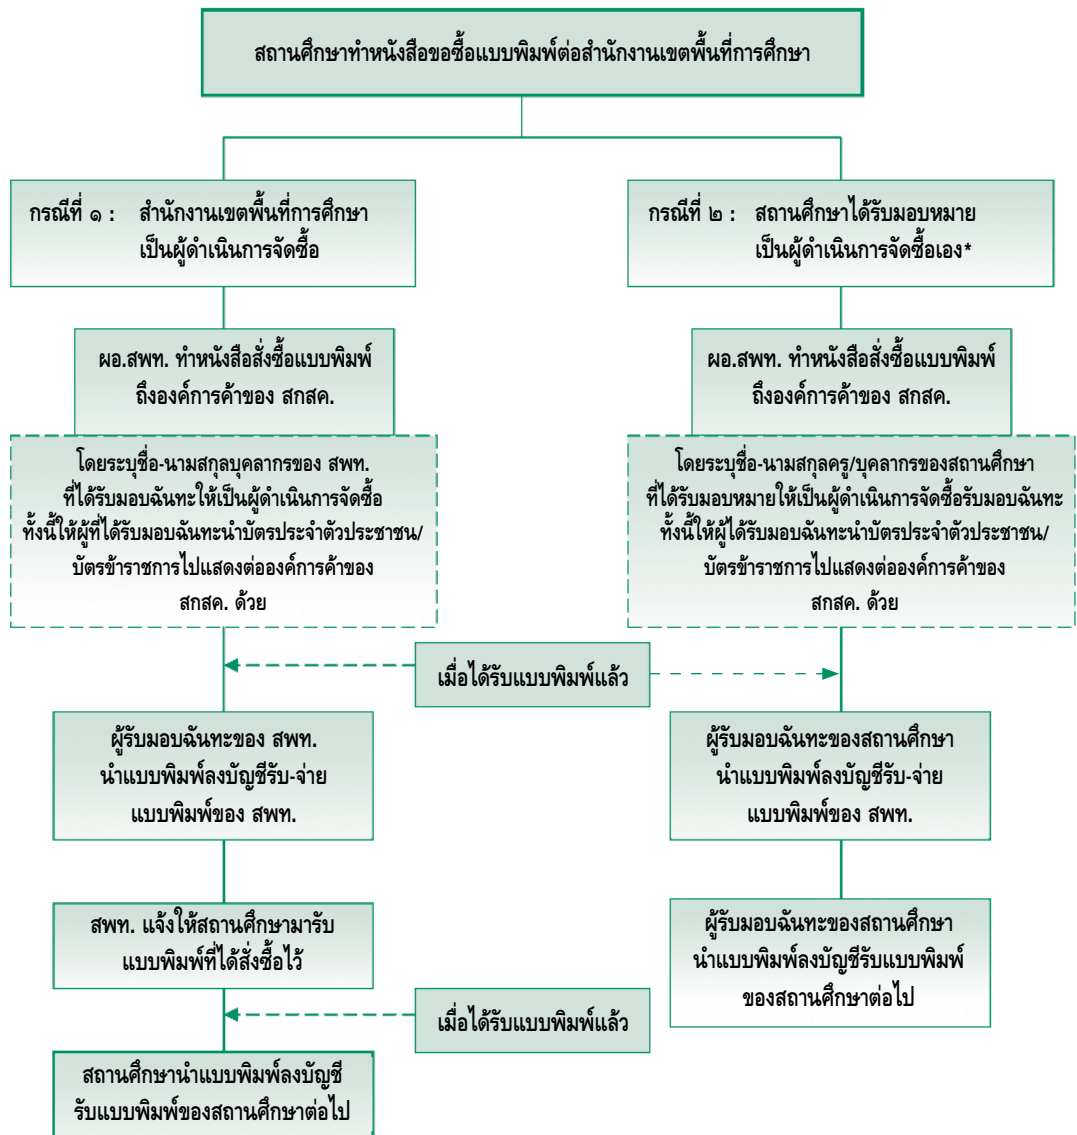 สถานศึกษาทำหนังสือขอซื้อแบบพิมพ์ต่อสำนักงานเขตพื้นที่การศึกษา
กรณีที่ ๑ : สำนักงานเขตพื้นที่การศึกษา
เป็นผู้ดำเนินการจัดซื้อ
ผอ.สพท. ทำหนังสือสั่งซื้อแบบพิมพ์
ถึงองค์การค้าของ สกสค.
โดยระบุชื่อ-นามสกุลบุคลากรของ สพท.
ที่ได้รับมอบฉันทะให้เป็นผู้ดำเนินการจัดซื้อ
ทั้งนี้ให้ผู้ที่ได้รับมอบฉันทะนำบัตรประจำตัวประชาชน/
บัตรข้าราชการไปแสดงต่อองค์การค้าของ
สกสค. ด้วย
เมื่อได้รับแบบพิมพ์แล้ว
ผู้รับมอบฉันทะของ สพท.
นำแบบพิมพ์ลงบัญชีรับ-จ่าย
แบบพิมพ์ของ สพท.
สพท. แจ้งให้สถานศึกษามารับ
แบบพิมพ์ที่ได้สั่งซื้อไว้
เมื่อได้รับแบบพิมพ์แล้ว
สถานศึกษานำแบบพิมพ์ลงบัญชี
รับแบบพิมพ์ของสถานศึกษาต่อไป
กรณีที่ ๒ : สถานศึกษาได้รับมอบหมาย
เป็นผู้ดำเนินการจัดซื้อเอง*
ผอ.สพท. ทำหนังสือสั่งซื้อแบบพิมพ์
ถึงองค์การค้าของ สกสค.
โดยระบุชื่อ-นามสกุลครู/บุคลากรของสถานศึกษา
ที่ได้รับมอบหมายให้เป็นผู้ดำเนินการจัดซื้อรับมอบฉันทะ
ทั้งนี้ให้ผู้ได้รับมอบฉันทะนำบัตรประจำตัวประชาชน/
บัตรข้าราชการไปแสดงต่อองค์การค้าของ
สกสค. ด้วย
ผู้รับมอบฉันทะของสถานศึกษา
นำแบบพิมพ์ลงบัญชีรับ-จ่าย
แบบพิมพ์ของ สพท.
ผู้รับมอบฉันทะของสถานศึกษา
นำแบบพิมพ์ลงบัญชีรับแบบพิมพ์
ของสถานศึกษาต่อไป